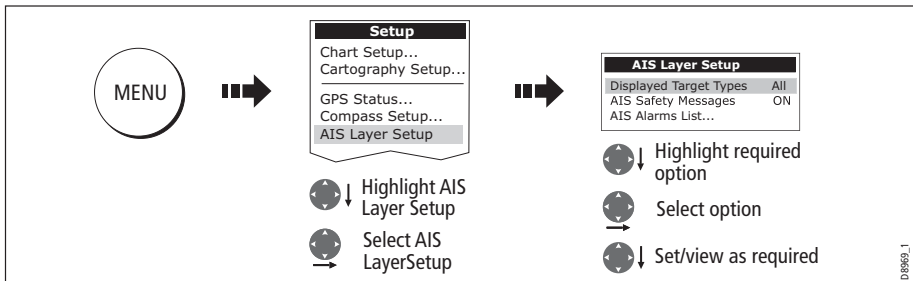 MENU
Setup
Chart Setup...
Cartography Setup...
GPS Status...
Compass Setup...
AIS Layer Setup
Highlight AIS
Layer Setup
Select AIS
LayerSetup
AIS Layer Setup
Displayed Target Types All
AIS Safety Messages ON
AIS Alarms List...
Highlight required
option
Select option
Set/view as required
D8969_1